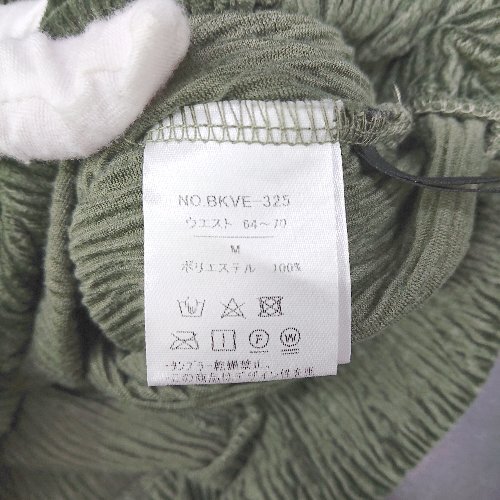 NO.BKVE-325
ウエスト 64～70
M
ポリエステル 100%
F W
・タンブラー乾燥禁止。
この商品はデザイン性を重